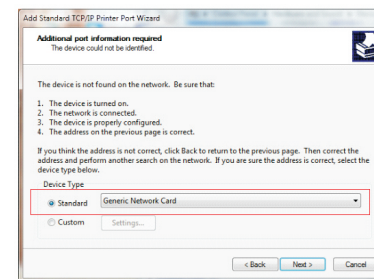 Add Standard TCP/IP Printer Port Wizard
Additional port information required
The device could not be identified.
The device is not found on the network. Be sure that:
1. The device is turned on.
2. The network is connected.
3. The device is properly configured.
4. The address on the previous page is correct.
If you think the address is not correct, click Back to return to the previous page. Then correct the
address and perform another search on the network. If you are sure the address is correct, select the
device type below.
Device Type
Standard Generic Network Card
Custom Settings...
< Back Next > Cancel